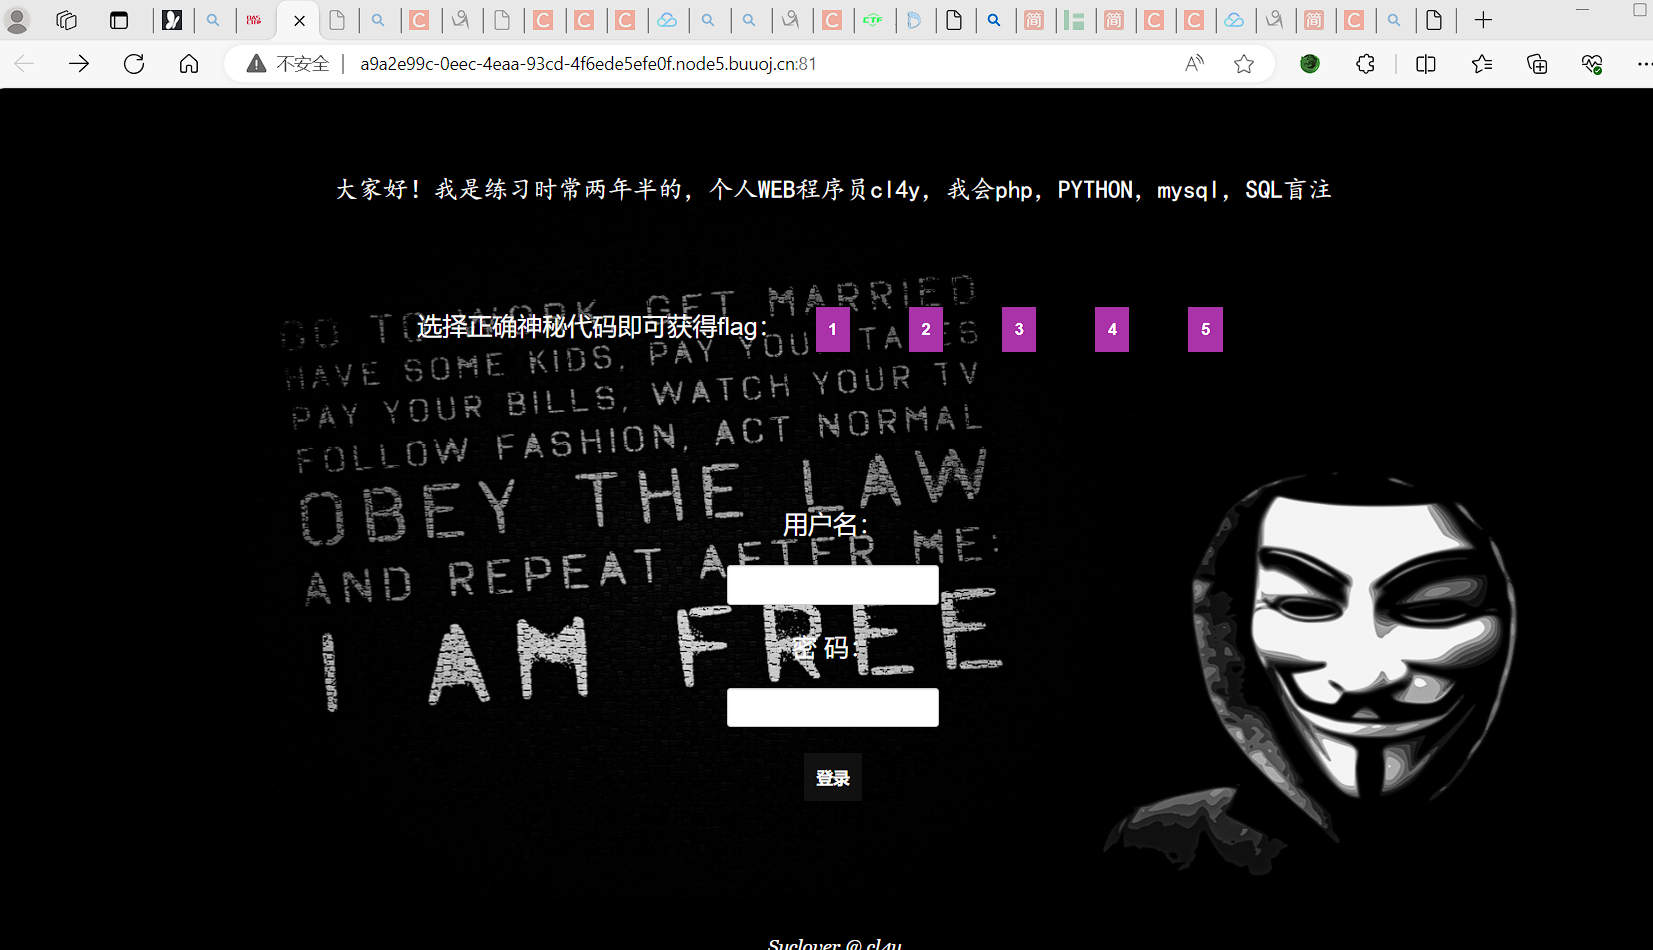 不安全 | a9a2e99c-0eec-4eaa-93cd-4f6ede5efe0f.node5.buuoj.cn:81
大家好！我是练习时常两年半的，个人WEB程序员cl4y，我会php，PYTHON，mysql，SQL盲注
GO TO WORK, GET MARRIED
选择正确神秘代码即可获得flag： 1 2 3 4 5
HAVE SOME KIDS, PAY YOUR TAXES
PAY YOUR BILLS, WATCH YOUR TV
FOLLOW FASHION, ACT NORMAL
OBEY THE LAW
用户名：
AND REPEAT AFTER ME:
I AM FREE
密 码：
登录
Syclover @ cl4y